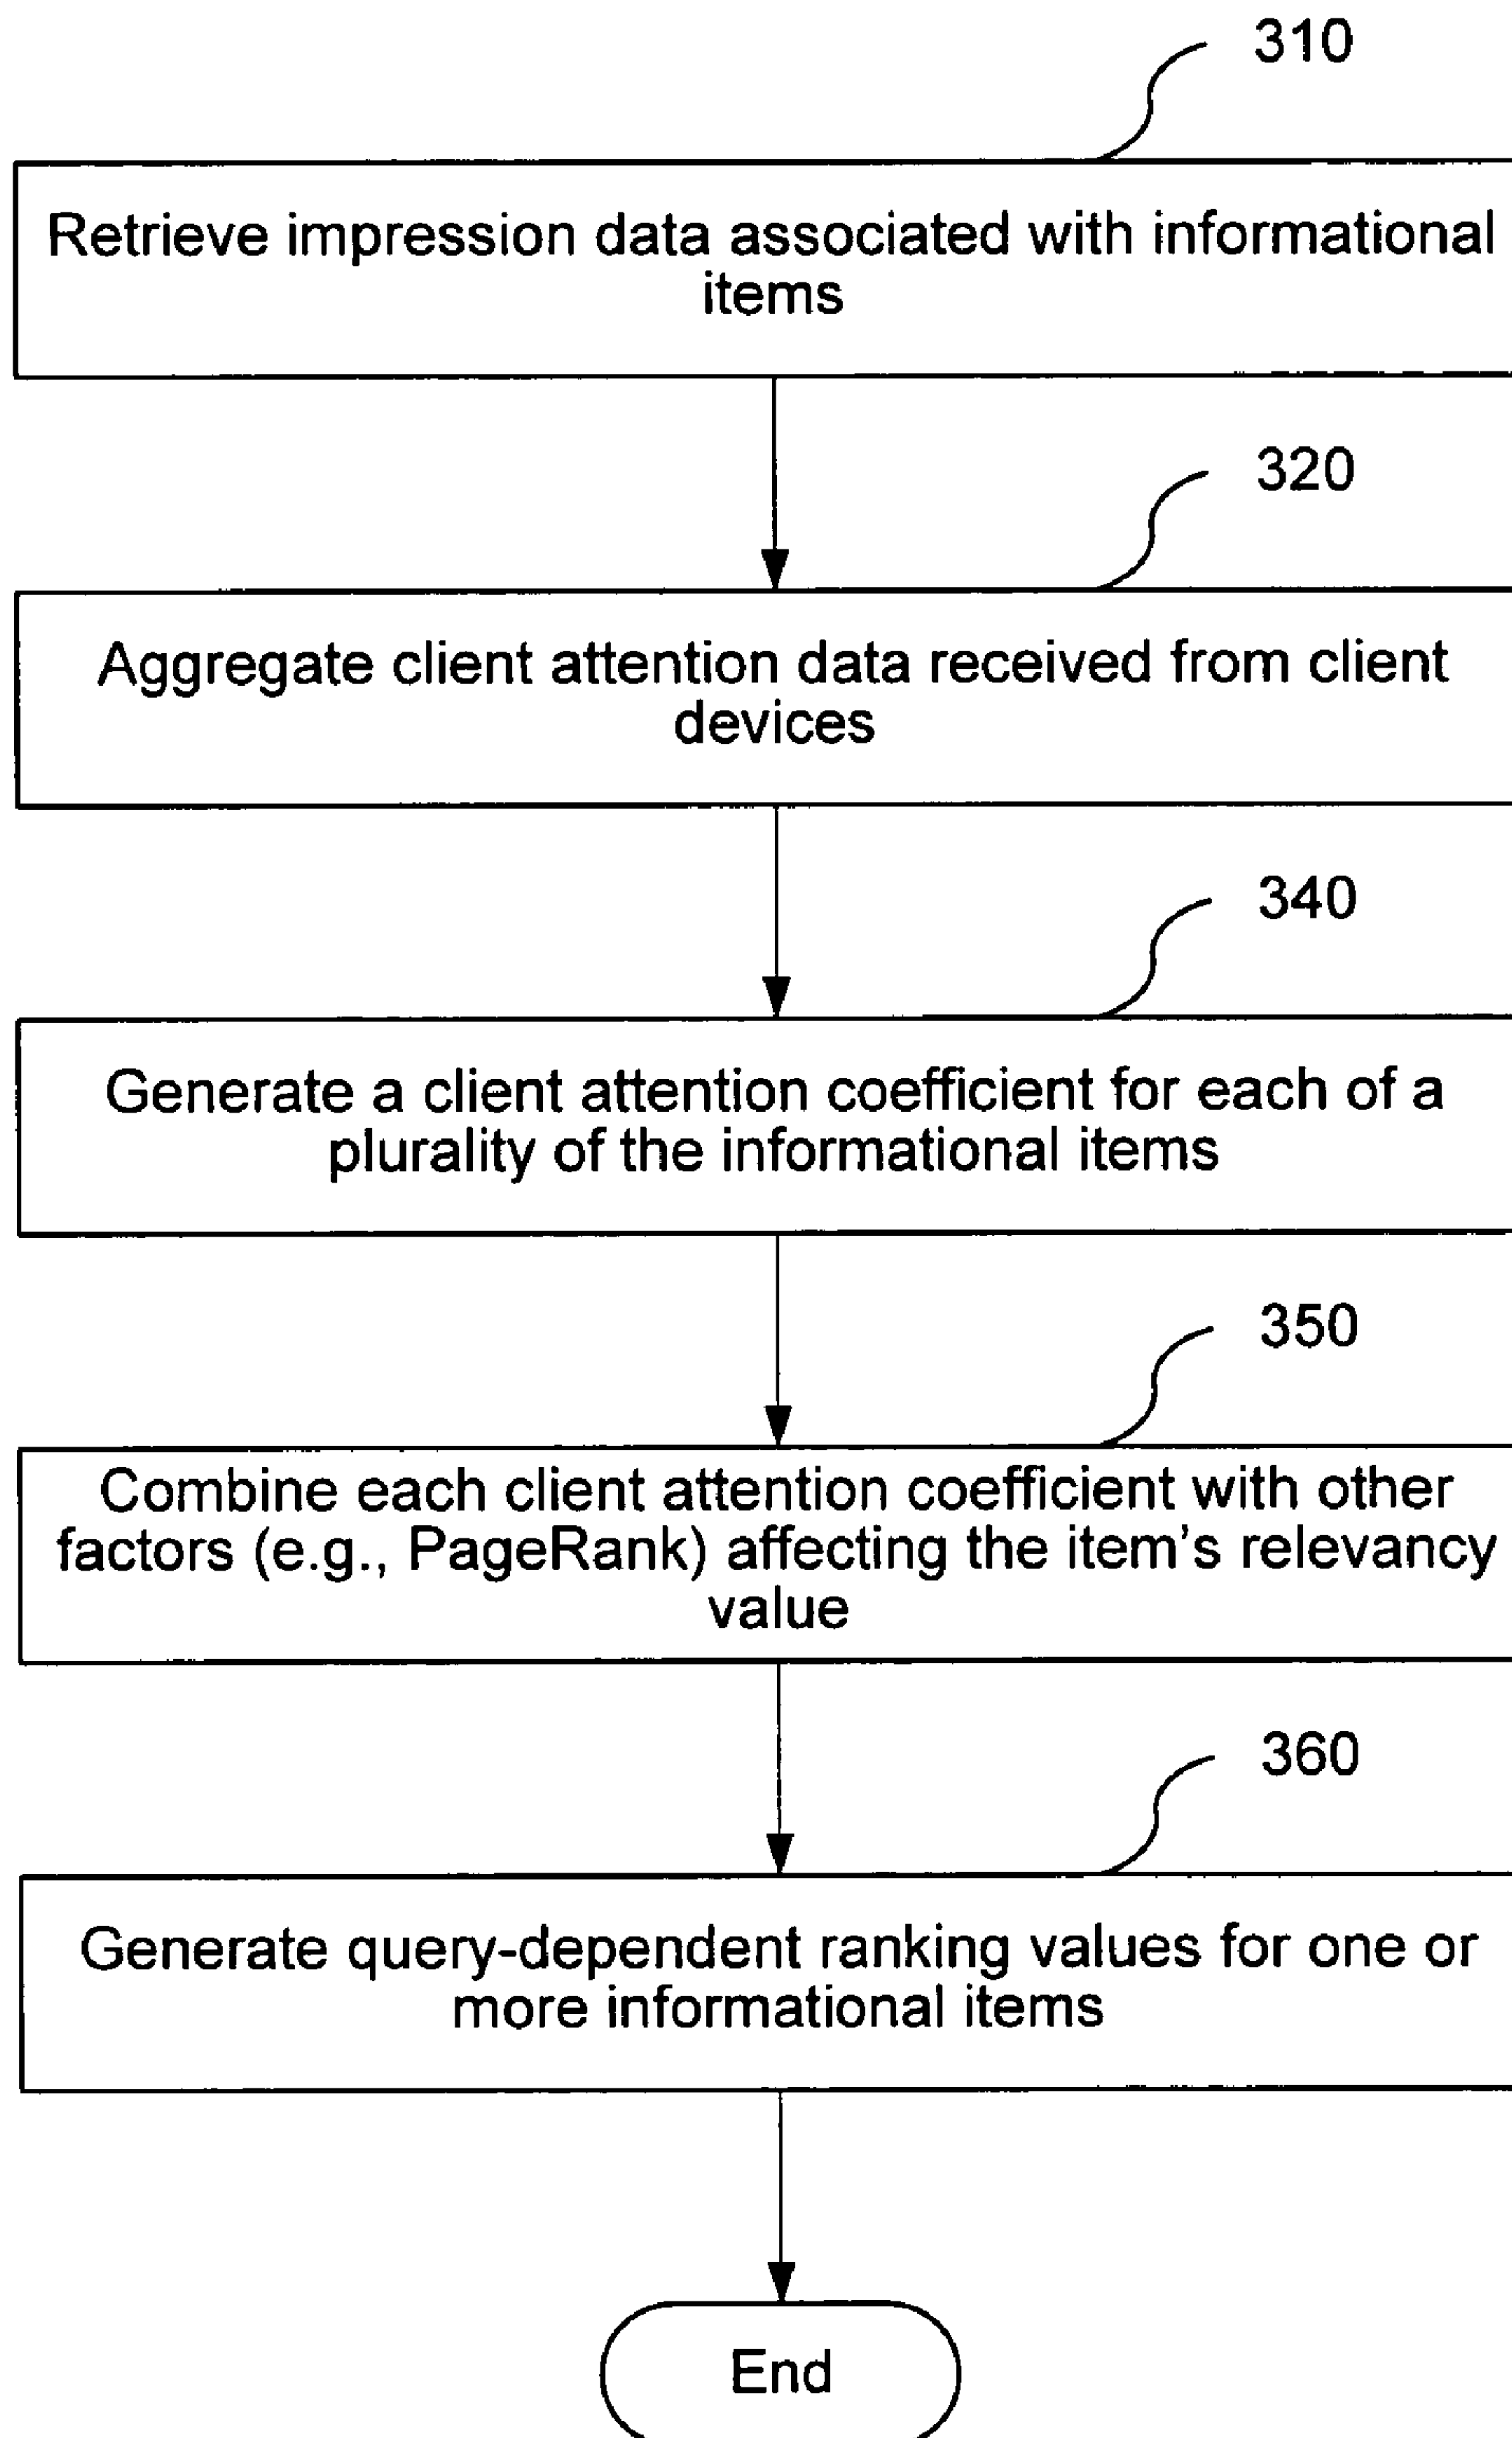 310
Retrieve impression data associated with informational
items
320
Aggregate client attention data received from client
devices
340
Generate a client attention coefficient for each of a
plurality of the informational items
350
Combine each client attention coefficient with other
factors (e.g., PageRank) affecting the item's relevancy
value
360
Generate query-dependent ranking values for one or
more informational items
End